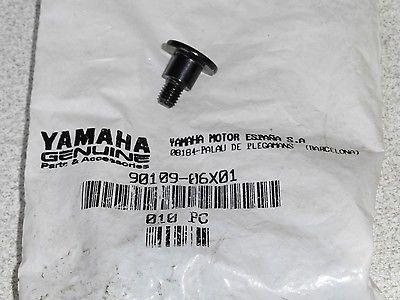 YAMAHA
GENUINE
Parts & Accessories
YAMAHA MOTOR ESPAÑA S.A
08184-PALAU DE PLEGAMANS (BARCELONA)
90109-06X01
010 PC